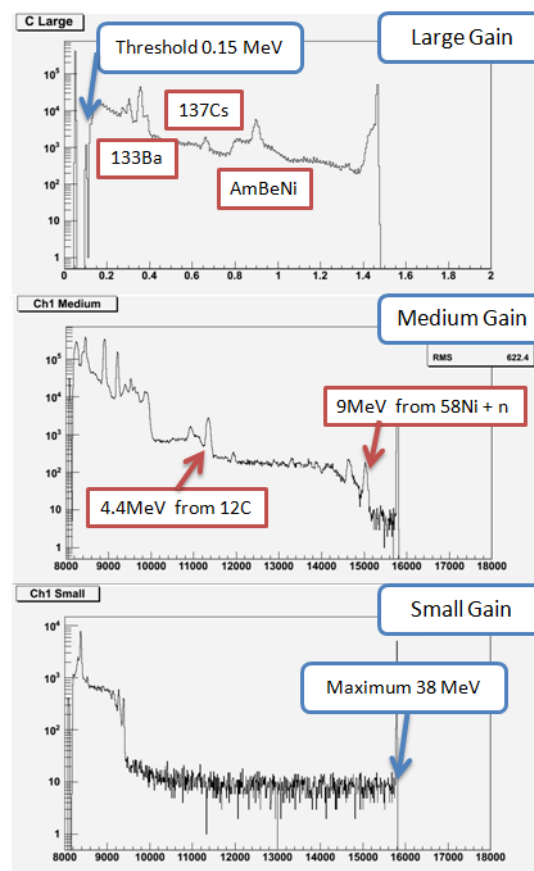 C Large
Large Gain
Threshold 0.15 MeV
10⁵
10⁴
10³
10²
10
1
137Cs
133Ba
AmBeNi
0 0.2 0.4 0.6 0.8 1 1.2 1.4 1.6 1.8 2
Ch1 Medium
Medium Gain
RMS 622.4
10⁵
10⁴
10³
10²
10
1
9MeV from 58Ni + n
4.4MeV from 12C
8000 9000 10000 11000 12000 13000 14000 15000 16000 17000 18000
Ch1 Small
Small Gain
10⁴
10³
10²
10
1
Maximum 38 MeV
8000 9000 10000 11000 12000 13000 14000 15000 16000 17000 18000